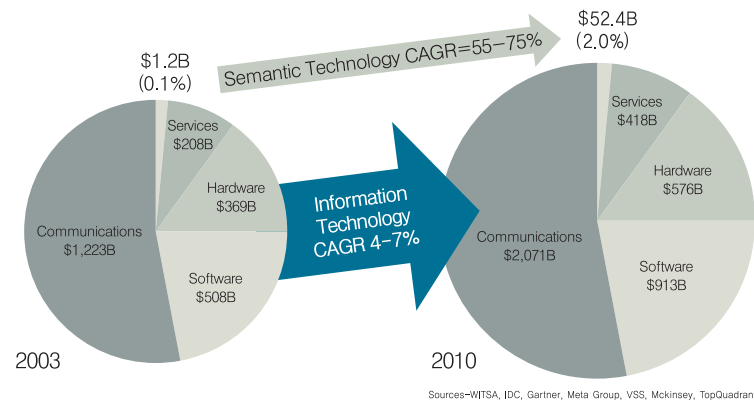 $1.2B
(0.1%)
Semantic Technology CAGR=55-75%
$52.4B
(2.0%)
Services
$208B
Hardware
$369B
Communications
$1,223B
Software
$508B
2003
Information
Technology
CAGR 4-7%
Services
$418B
Hardware
$576B
Communications
$2,071B
Software
$913B
2010
Sources-WITSA, IDC, Gartner, Meta Group, VSS, Mckinsey, TopQuadran